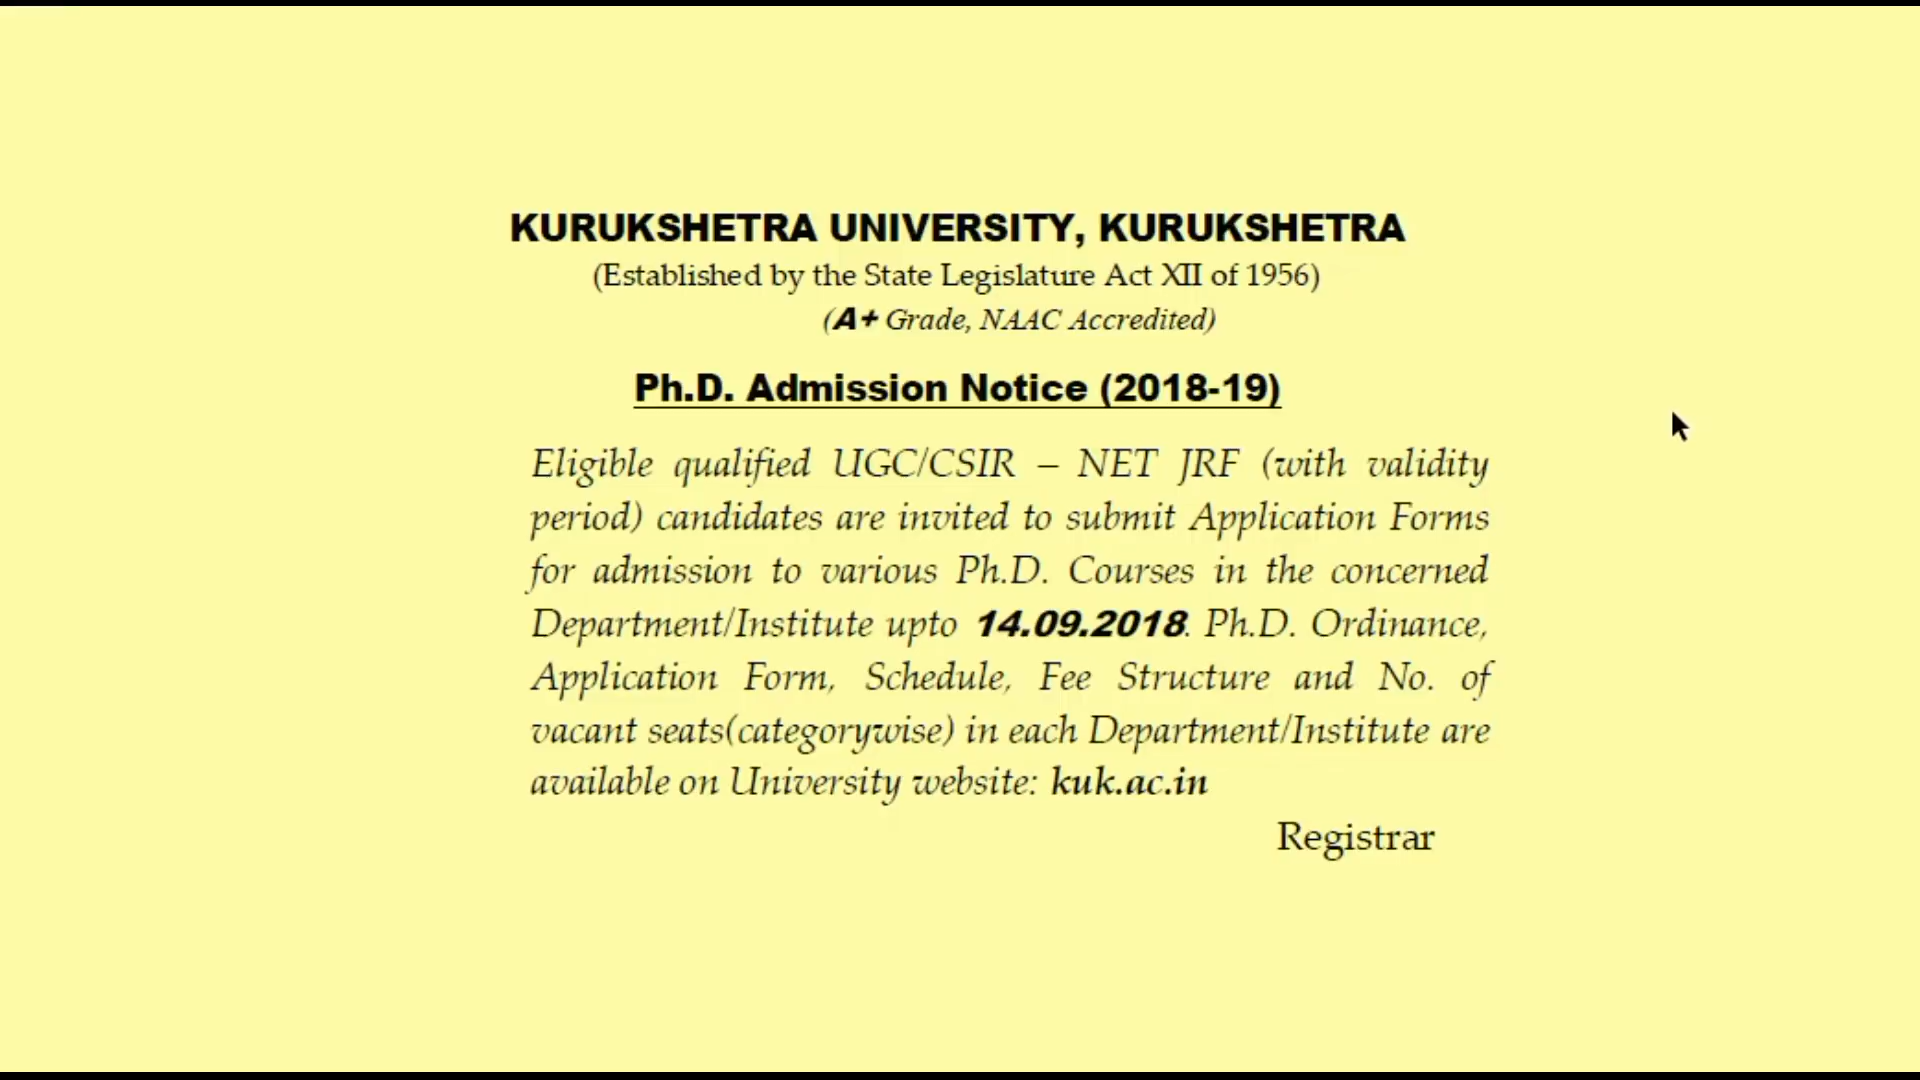 KURUKSHETRA UNIVERSITY, KURUKSHETRA
(Established by the State Legislature Act XII of 1956)
(A+ Grade, NAAC Accredited)
Ph.D. Admission Notice (2018-19)
Eligible qualified UGC/CSIR – NET JRF (with validity
period) candidates are invited to submit Application Forms
for admission to various Ph.D. Courses in the concerned
Department/Institute upto 14.09.2018. Ph.D. Ordinance,
Application Form, Schedule, Fee Structure and No. of
vacant seats(categorywise) in each Department/Institute are
available on University website: kuk.ac.in
Registrar